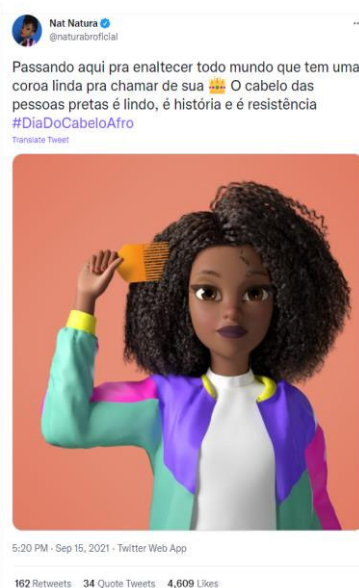 Nat Natura
@naturabroficial
Passando aqui pra enaltecer todo mundo que tem uma
coroa linda pra chamar de sua 👑 O cabelo das
pessoas pretas é lindo, é história e é resistência
#DiaDoCabeloAfro
Translate Tweet
5:20 PM · Sep 15, 2021 · Twitter Web App
162 Retweets 34 Quote Tweets 4,609 Likes